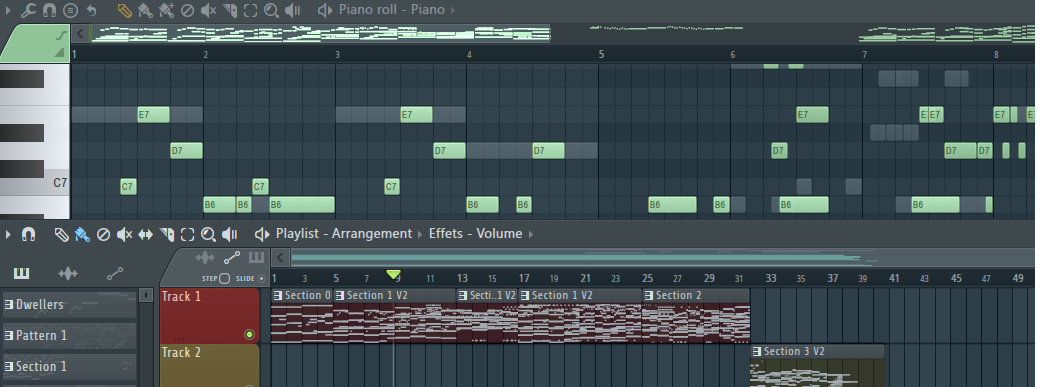 Piano roll - Piano
1 2 3 4 5 6 7 8
E7 E7 E7 E7 E7
D7 D7 D7 D7 D7 D7
C7 C7 C7 C7
B6 B6 B6 B6 B6 B6 B6 B6 B6
Playlist - Arrangement Effets - Volume
STEP SLIDE
1 3 5 7 9 11 13 15 17 19 21 23 25 27 29 31 33 35 37 39 41 43 45 47 49
Dwellers Track 1 Section 0 Section 1 V2 Secti..1 V2 Section 1 V2 Section 2
Pattern 1
Track 2 Section 3 V2
Section 1